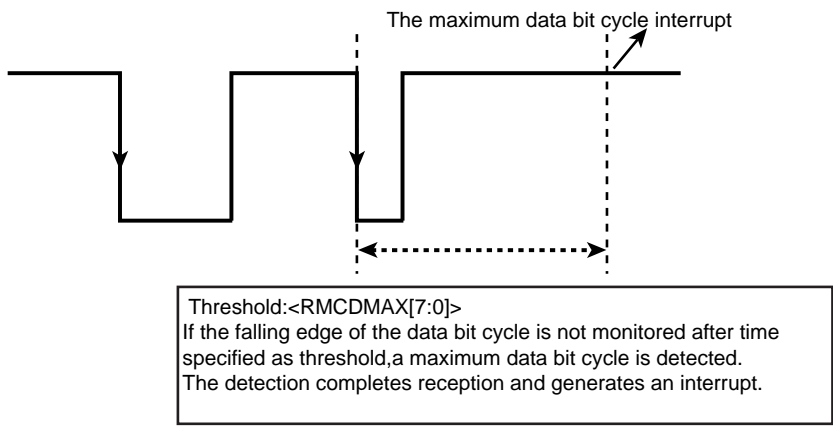 The maximum data bit cycle interrupt
Threshold:<RMCDMAX[7:0]>
If the falling edge of the data bit cycle is not monitored after time
specified as threshold,a maximum data bit cycle is detected.
The detection completes reception and generates an interrupt.